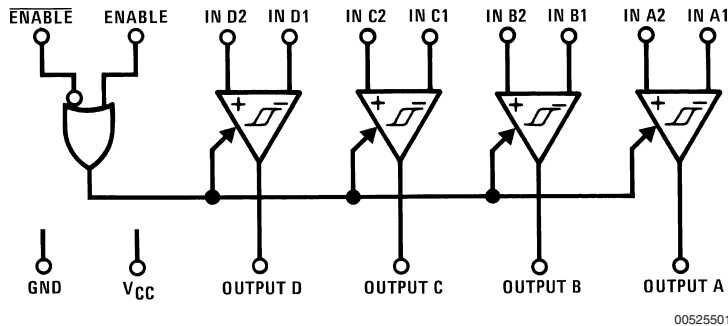 ENABLE ENABLE IN D2 IN D1 IN C2 IN C1 IN B2 IN B1 IN A2 IN A1
+ − + − + − + −
GND VCC OUTPUT D OUTPUT C OUTPUT B OUTPUT A
00525501